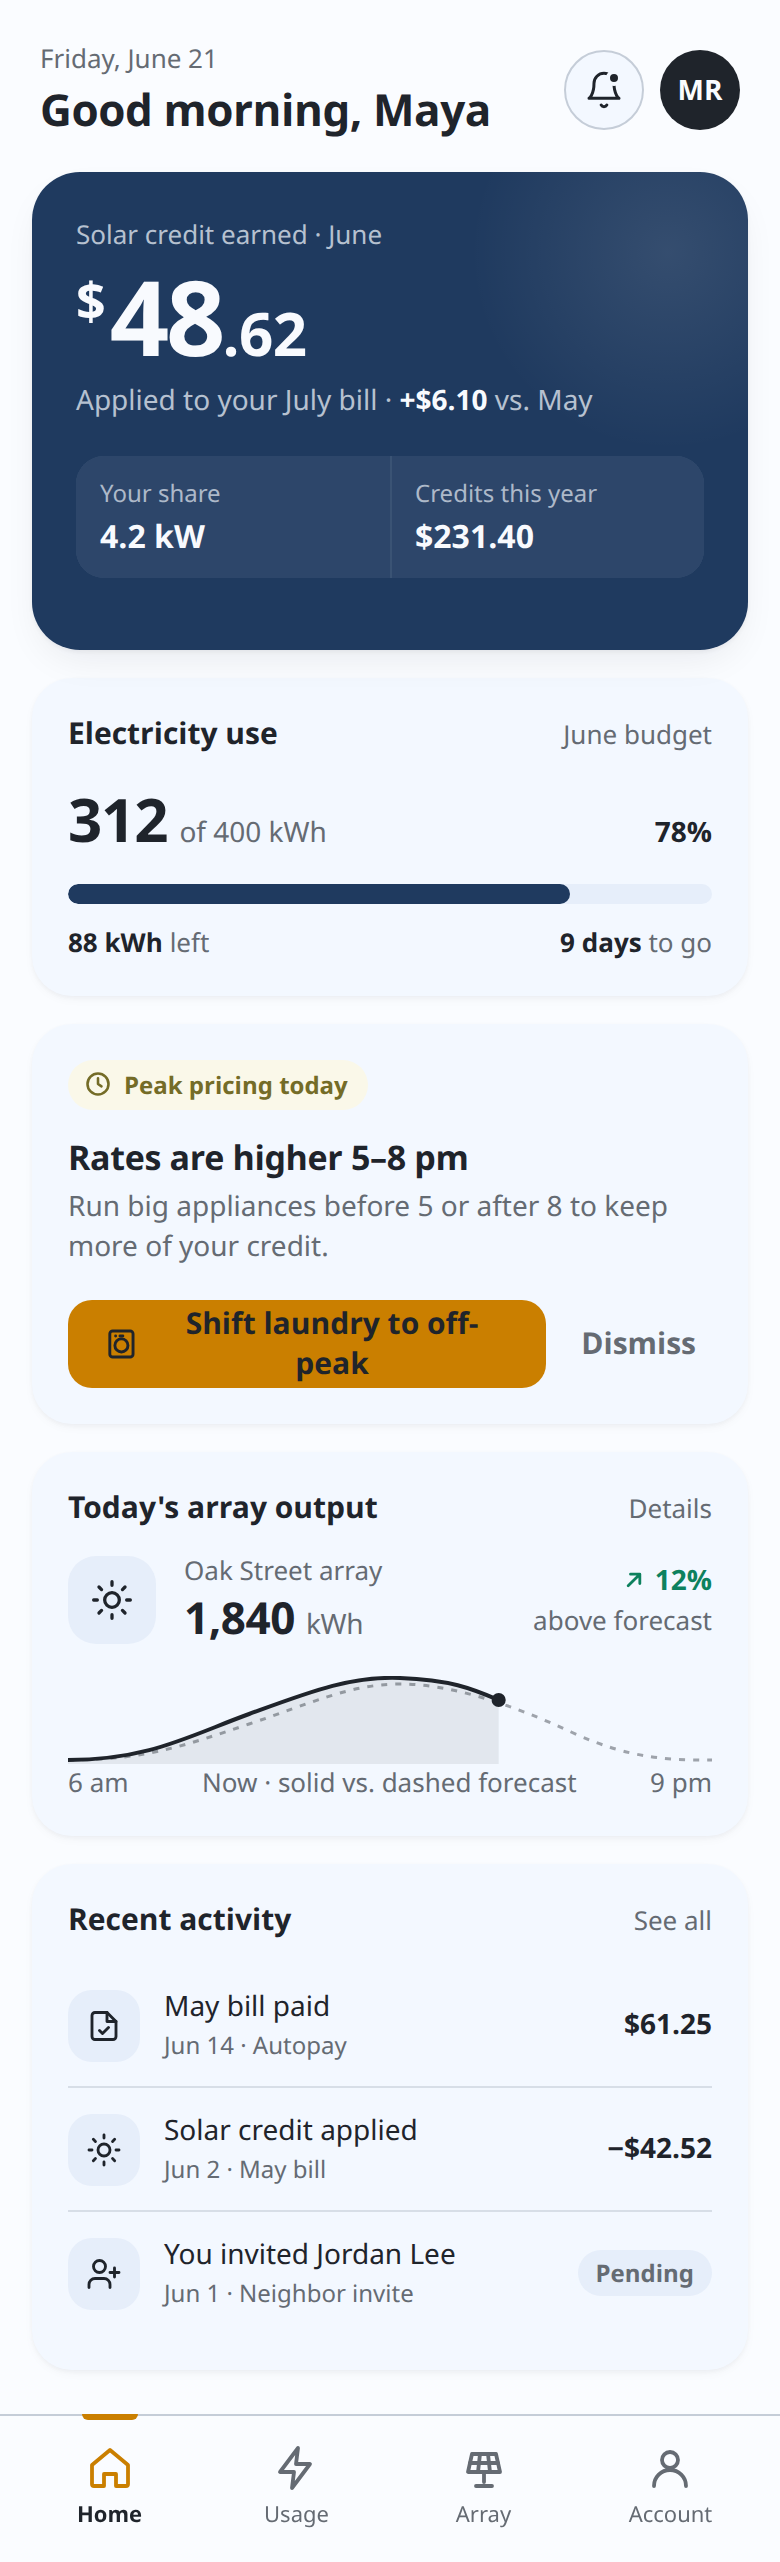 Friday, June 21
Good morning, Maya
MR
Solar credit earned · June
$48.62
Applied to your July bill · +$6.10 vs. May
Your share
Credits this year
4.2 kW
$231.40
Electricity use
June budget
312 of 400 kWh
78%
88 kWh left
9 days to go
Peak pricing today
Rates are higher 5–8 pm
Run big appliances before 5 or after 8 to keep
more of your credit.
Shift laundry to off-
peak
Dismiss
Today's array output
Details
Oak Street array
1,840 kWh
12%
above forecast
6 am
Now · solid vs. dashed forecast
9 pm
Recent activity
See all
May bill paid
Jun 14 · Autopay
$61.25
Solar credit applied
Jun 2 · May bill
−$42.52
You invited Jordan Lee
Jun 1 · Neighbor invite
Pending
Home
Usage
Array
Account